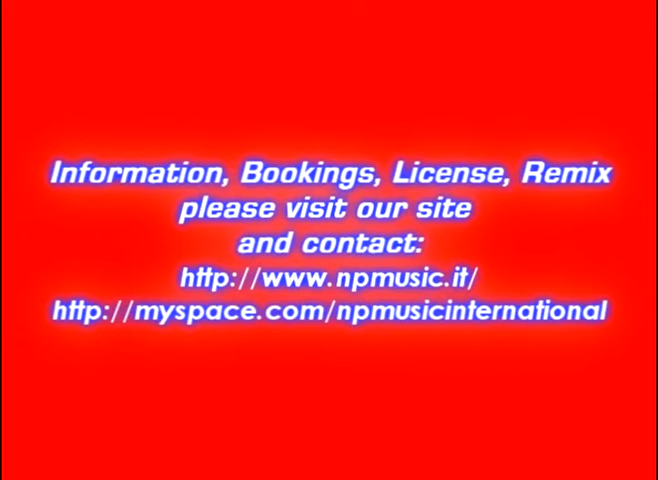 Information, Bookings, License, Remix
please visit our site
and contact:
http://www.npmusic.it/
http://myspace.com/npmusicinternational